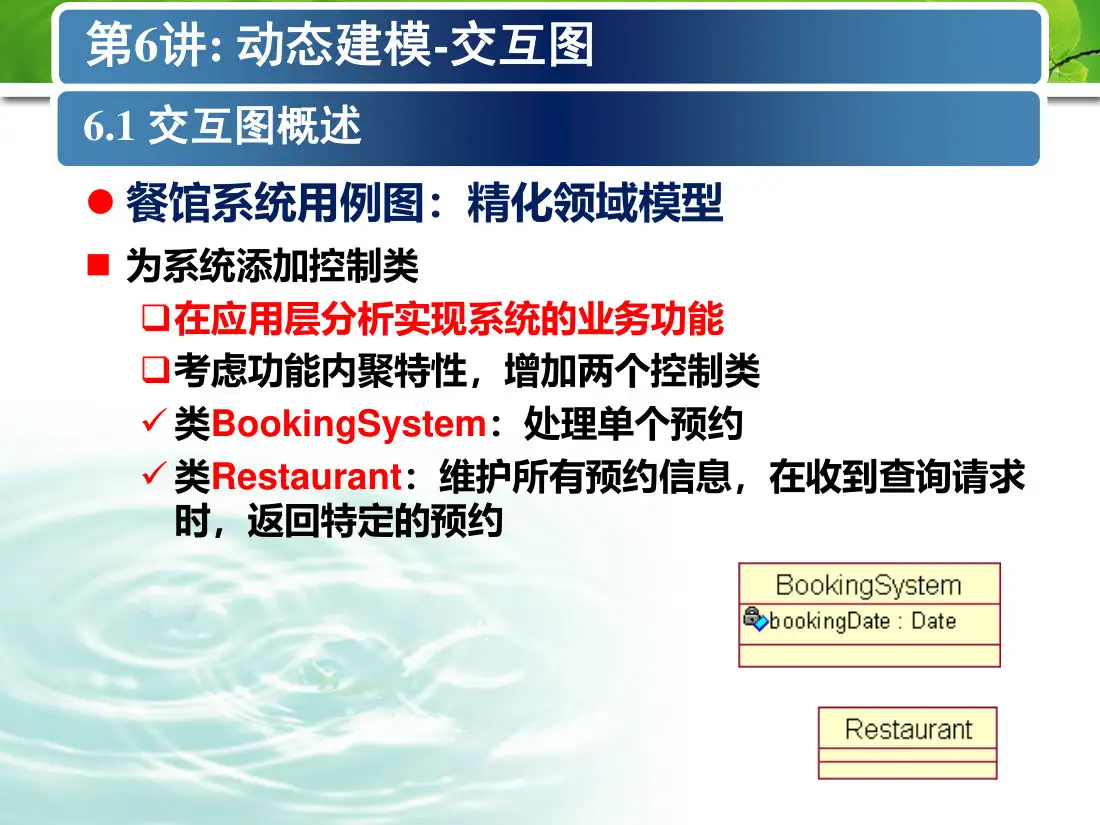 第6讲: 动态建模-交互图
6.1 交互图概述
餐馆系统用例图：精化领域模型
为系统添加控制类
在应用层分析实现系统的业务功能
考虑功能内聚特性，增加两个控制类
类BookingSystem：处理单个预约
类Restaurant：维护所有预约信息，在收到查询请求
时，返回特定的预约
BookingSystem
bookingDate : Date
Restaurant